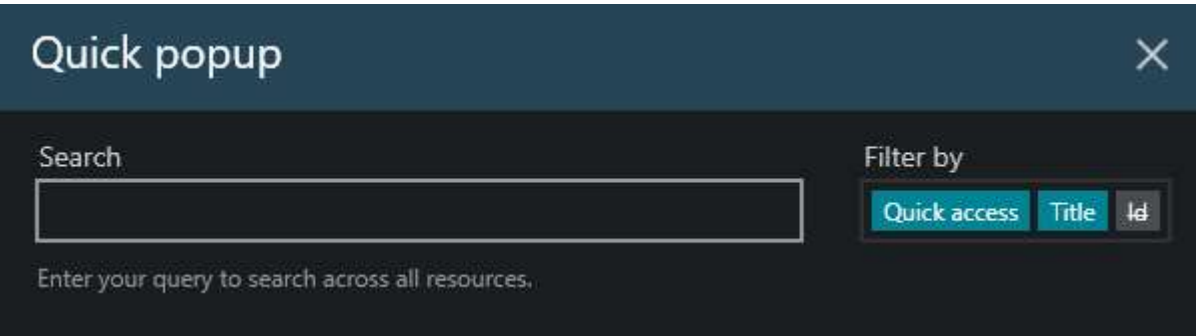 Quick popup
Search
Filter by
Quick access Title Id
Enter your query to search across all resources.